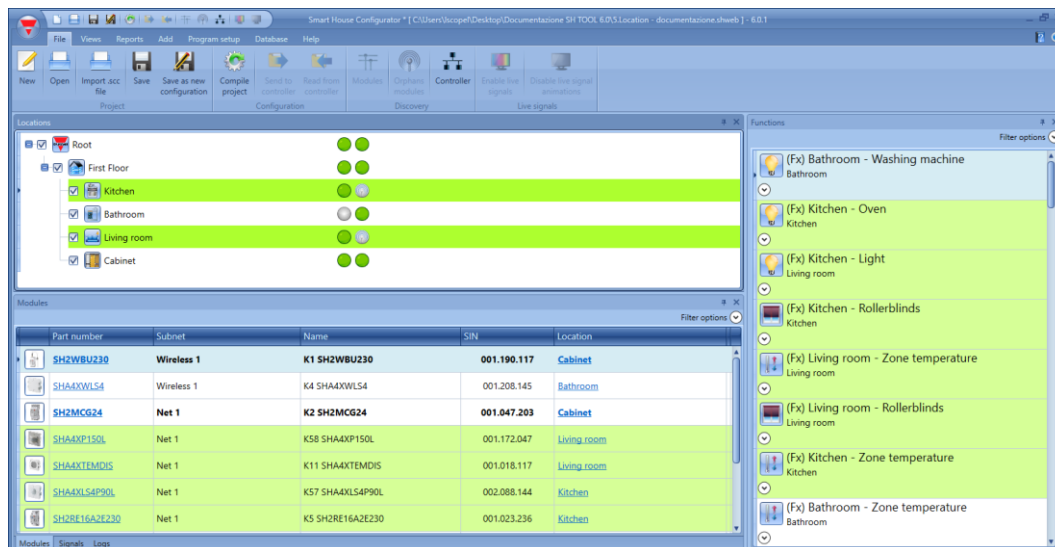 Smart House Configurator * [ C:\Users\lscopel\Desktop\Documentazione SH TOOL 6.0\5.Location - documentazione.shweb ] - 6.0.1
File Views Reports Add Program setup Database Help
New Open Import .scc file Save Save as new configuration Compile project Send to controller Read from controller Modules Orphans modules Controller Enable live signals Disable live signal animations
Project Configuration Discovery Live signals
Locations
Root
First Floor
Kitchen
Bathroom
Living room
Cabinet
Modules
Filter options
Part number Subnet Name SIN Location
SH2WBU230 Wireless 1 K1 SH2WBU230 001.190.117 Cabinet
SHA4XWLS4 Wireless 1 K4 SHA4XWLS4 001.208.145 Bathroom
SH2MCG24 Net 1 K2 SH2MCG24 001.047.203 Cabinet
SHA4XP150L Net 1 K58 SHA4XP150L 001.172.047 Living room
SHA4XTEMDIS Net 1 K11 SHA4XTEMDIS 001.018.117 Living room
SHA4XLS4P90L Net 1 K57 SHA4XLS4P90L 002.088.144 Kitchen
SH2RE16A2E230 Net 1 K5 SH2RE16A2E230 001.023.236 Kitchen
Modules Signals Logs
Functions
Filter options
(Fx) Bathroom - Washing machine
Bathroom
(Fx) Kitchen - Oven
Kitchen
(Fx) Kitchen - Light
Living room
(Fx) Kitchen - Rollerblinds
Kitchen
(Fx) Living room - Zone temperature
Living room
(Fx) Living room - Rollerblinds
Living room
(Fx) Kitchen - Zone temperature
Kitchen
(Fx) Bathroom - Zone temperature
Bathroom